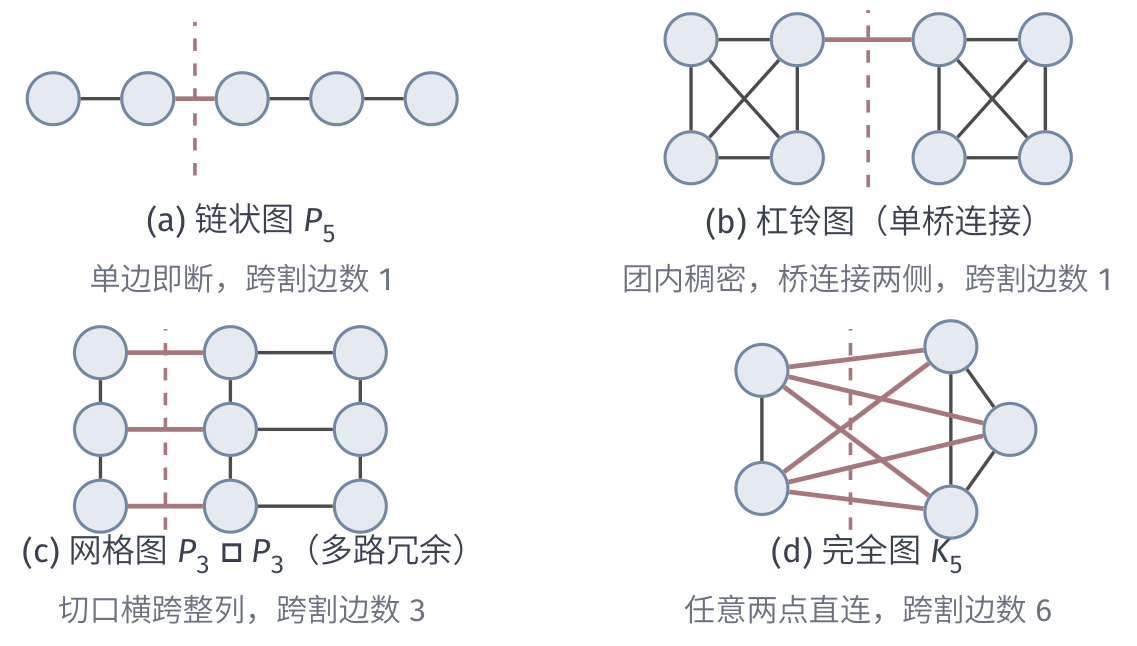 (a) 链状图 P₅
单边即断，跨割边数 1
(b) 杠铃图（单桥连接）
团内稠密，桥连接两侧，跨割边数 1
(c) 网格图 P₃ □ P₃（多路冗余）
切口横跨整列，跨割边数 3
(d) 完全图 K₅
任意两点直连，跨割边数 6